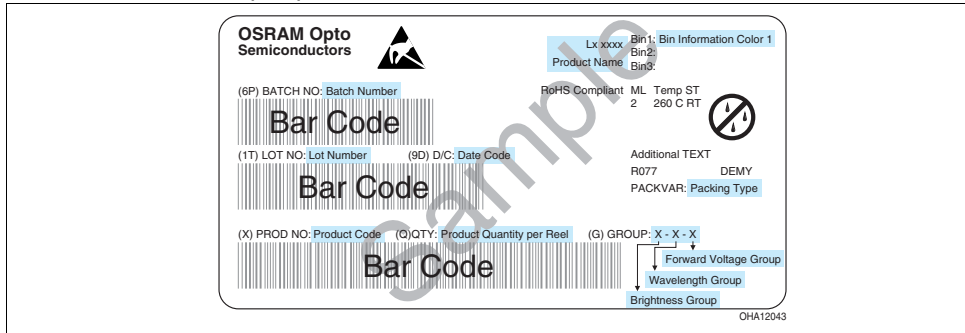 OSRAM Opto
Semiconductors
Lx xxxx
Product Name
Bin1: Bin Information Color 1
Bin2:
Bin3:
(6P) BATCH NO: Batch Number
Bar Code
RoHS Compliant ML Temp ST
2 260 C RT
(1T) LOT NO: Lot Number (9D) D/C: Date Code
Bar Code
Additional TEXT
R077 DEMY
PACKVAR: Packing Type
(X) PROD NO: Product Code (Q)QTY: Product Quantity per Reel (G) GROUP: X - X - X
Bar Code
Forward Voltage Group
Wavelength Group
Brightness Group
Sample
OHA12043